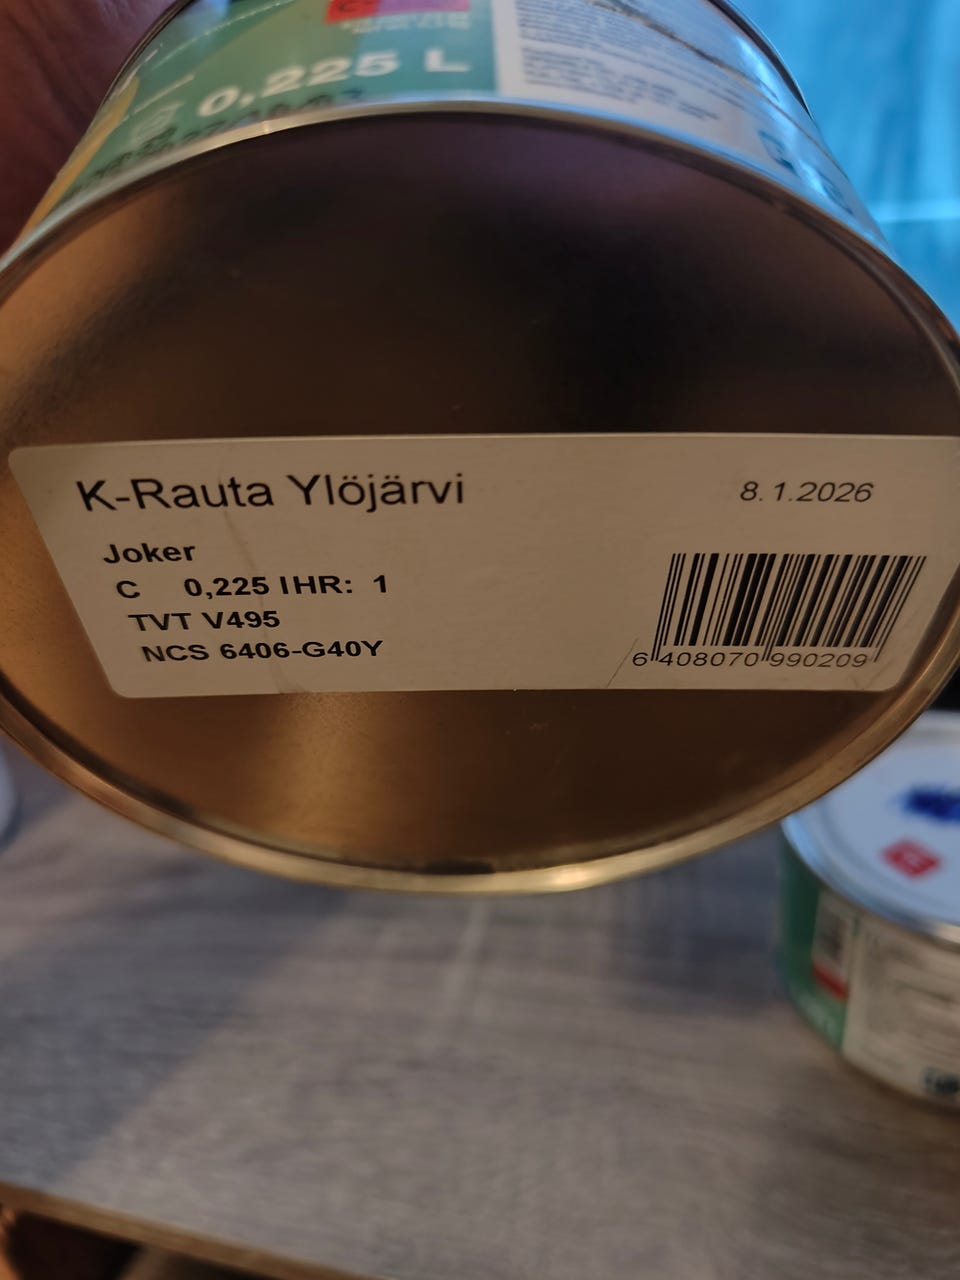 0,225 L
K-Rauta Ylöjärvi
8.1.2026
Joker
C 0,225 l HR: 1
TVT V495
NCS 6406-G40Y
6 408070 990209